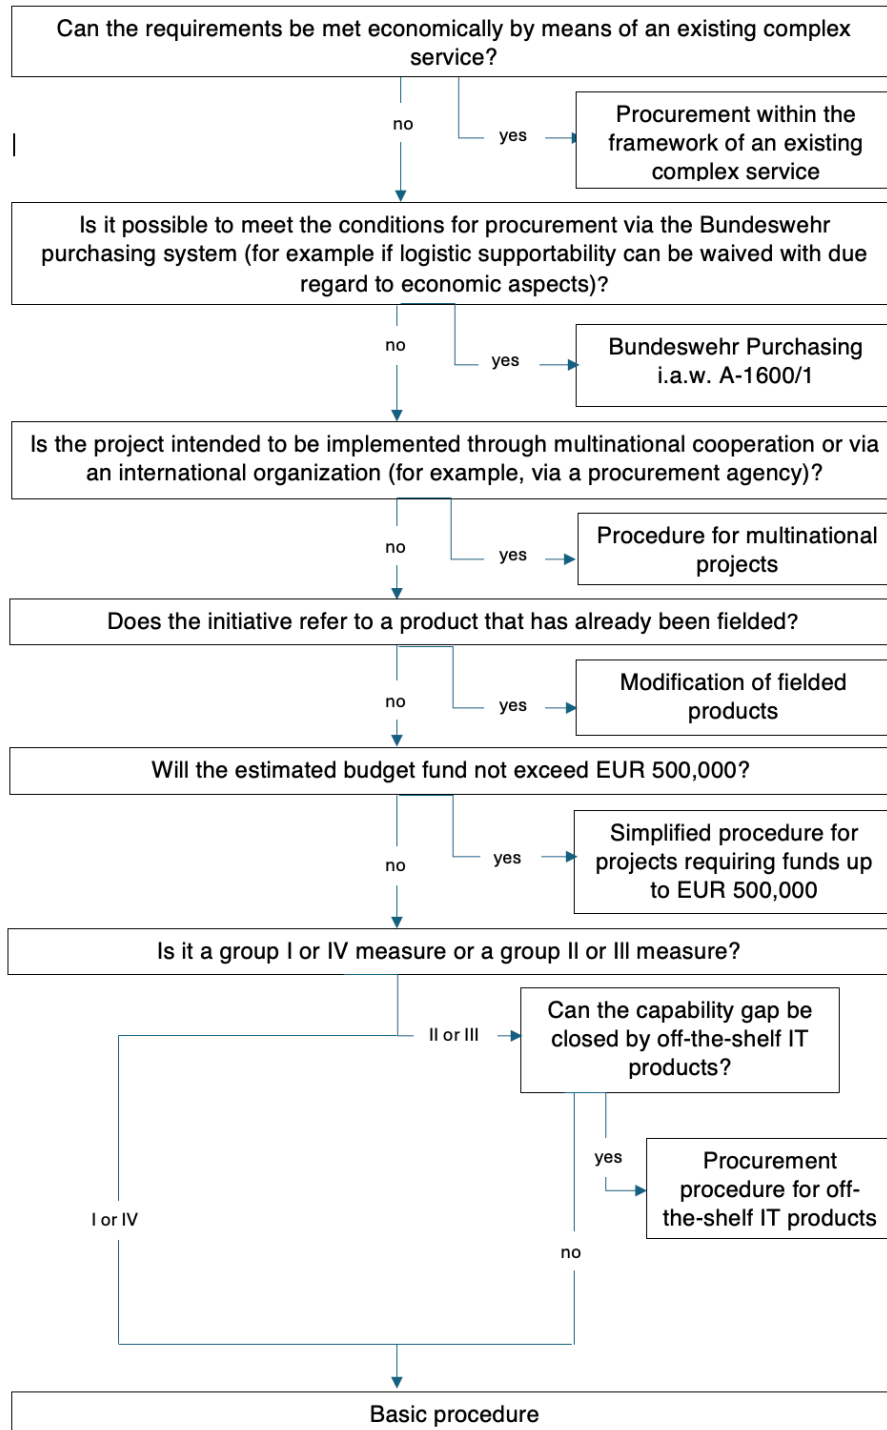 Can the requirements be met economically by means of an existing complex
service?
no
yes
Procurement within the
framework of an existing
complex service
Is it possible to meet the conditions for procurement via the Bundeswehr
purchasing system (for example if logistic supportability can be waived with due
regard to economic aspects)?
no
yes
Bundeswehr Purchasing
i.a.w. A-1600/1
Is the project intended to be implemented through multinational cooperation or via
an international organization (for example, via a procurement agency)?
no
yes
Procedure for multinational
projects
Does the initiative refer to a product that has already been fielded?
no
yes
Modification of fielded
products
Will the estimated budget fund not exceed EUR 500,000?
no
yes
Simplified procedure for
projects requiring funds up
to EUR 500,000
Is it a group I or IV measure or a group II or III measure?
II or III
Can the capability gap be
closed by off-the-shelf IT
products?
yes
Procurement
procedure for off-
the-shelf IT products
I or IV
no
Basic procedure